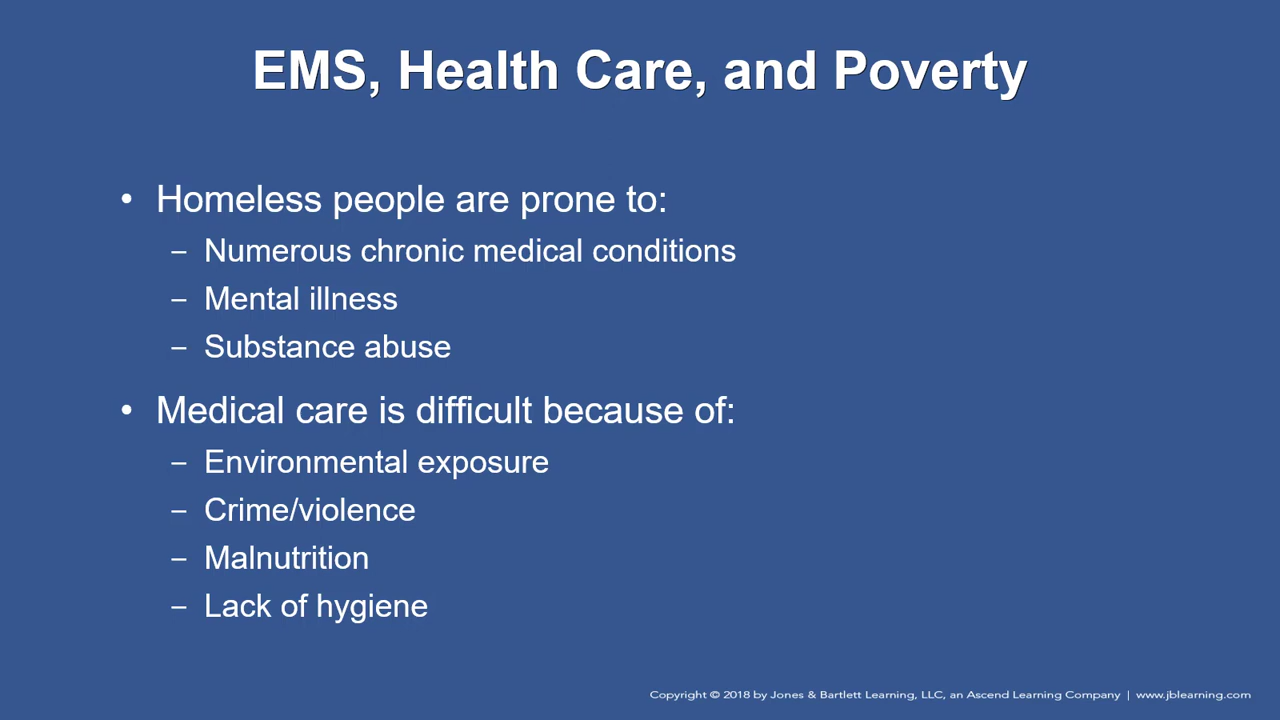 EMS, Health Care, and Poverty
• Homeless people are prone to:
– Numerous chronic medical conditions
– Mental illness
– Substance abuse
• Medical care is difficult because of:
– Environmental exposure
– Crime/violence
– Malnutrition
– Lack of hygiene
Copyright © 2018 by Jones & Bartlett Learning, LLC, an Ascend Learning Company | www.jblearning.com